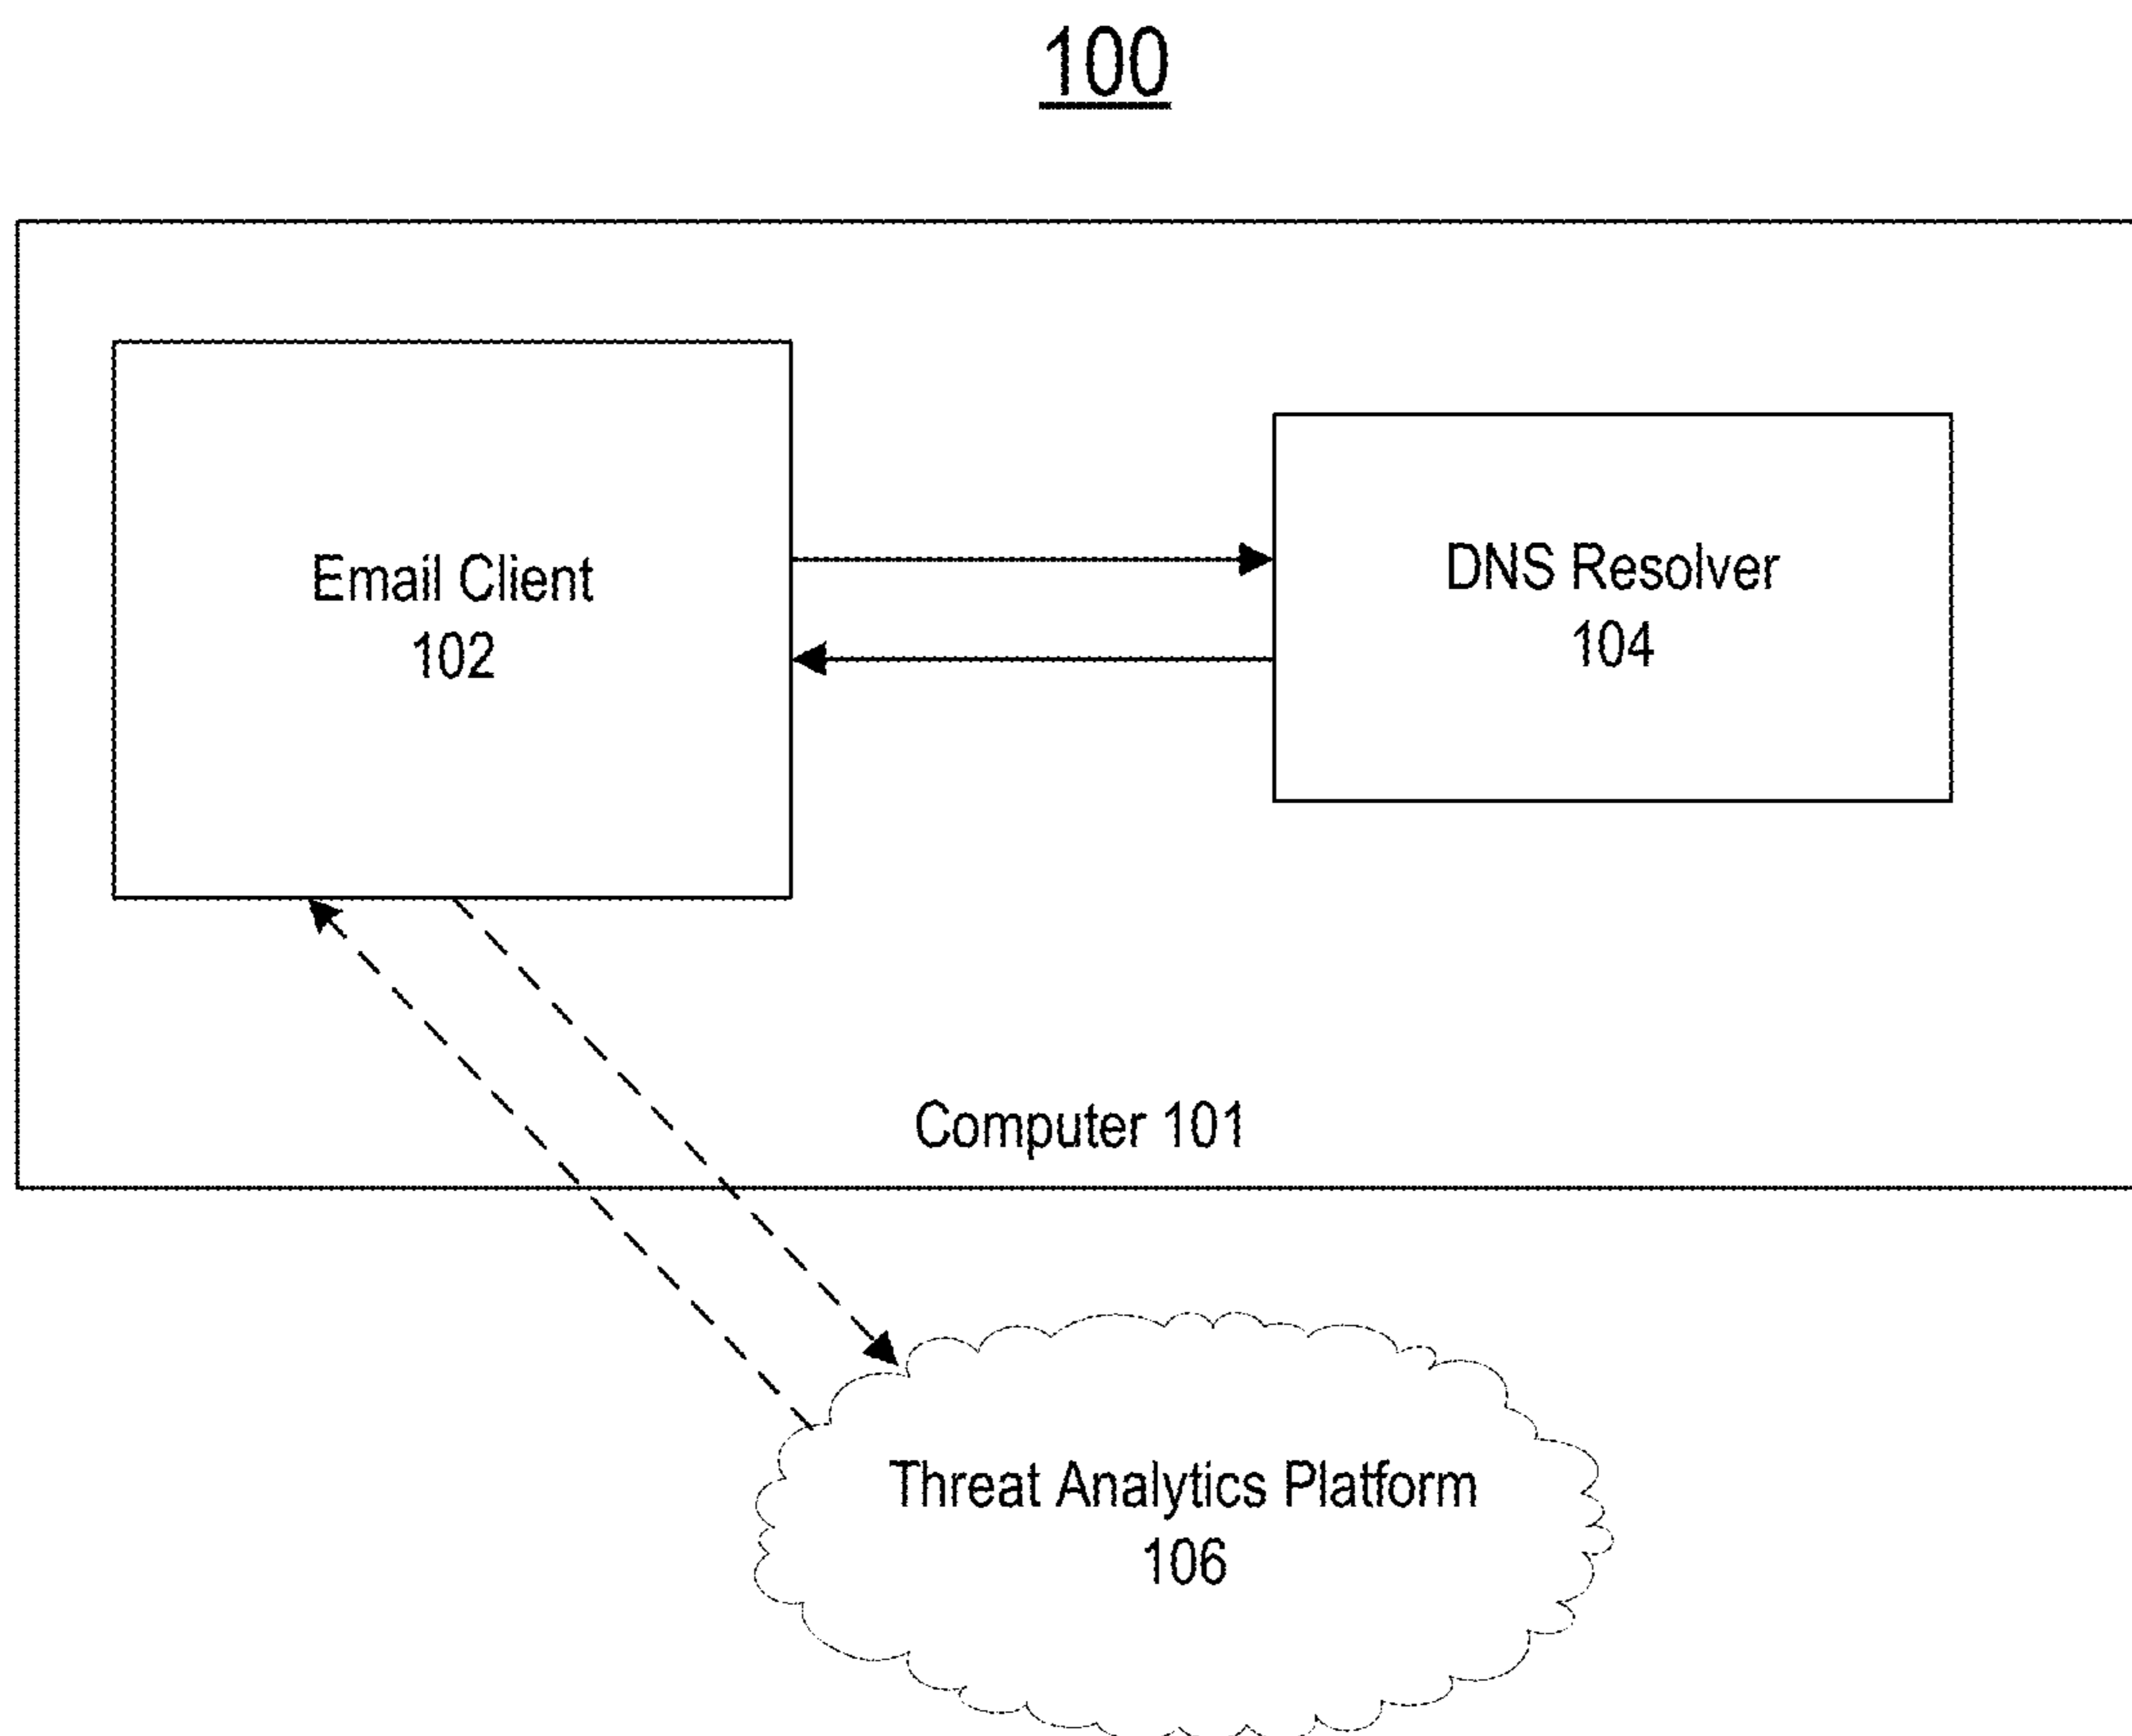 100
Email Client
102
DNS Resolver
104
Computer 101
Threat Analytics Platform
106